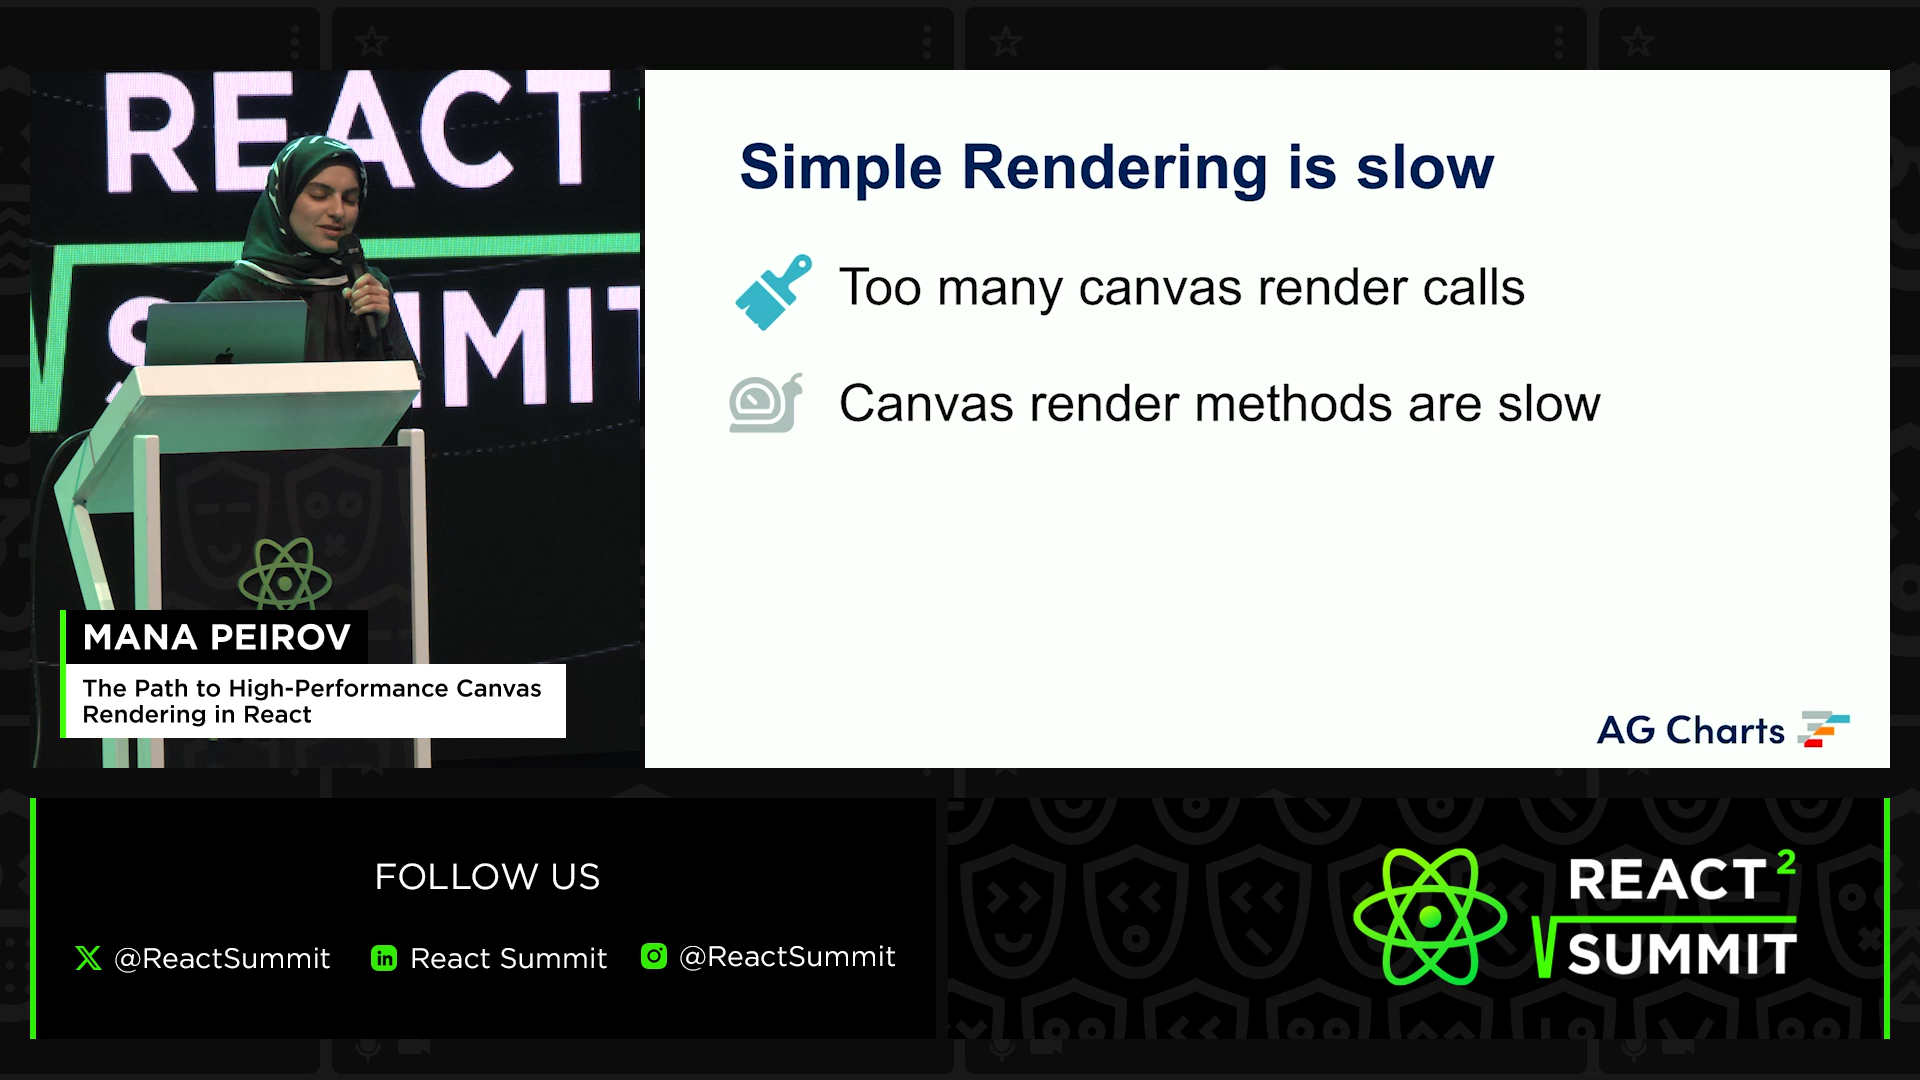 REACT
SUMMIT
MANA PEIROV
The Path to High-Performance Canvas
Rendering in React
Simple Rendering is slow
Too many canvas render calls
Canvas render methods are slow
AG Charts
FOLLOW US
@ReactSummit
in React Summit
@ReactSummit
REACT 2
SUMMIT